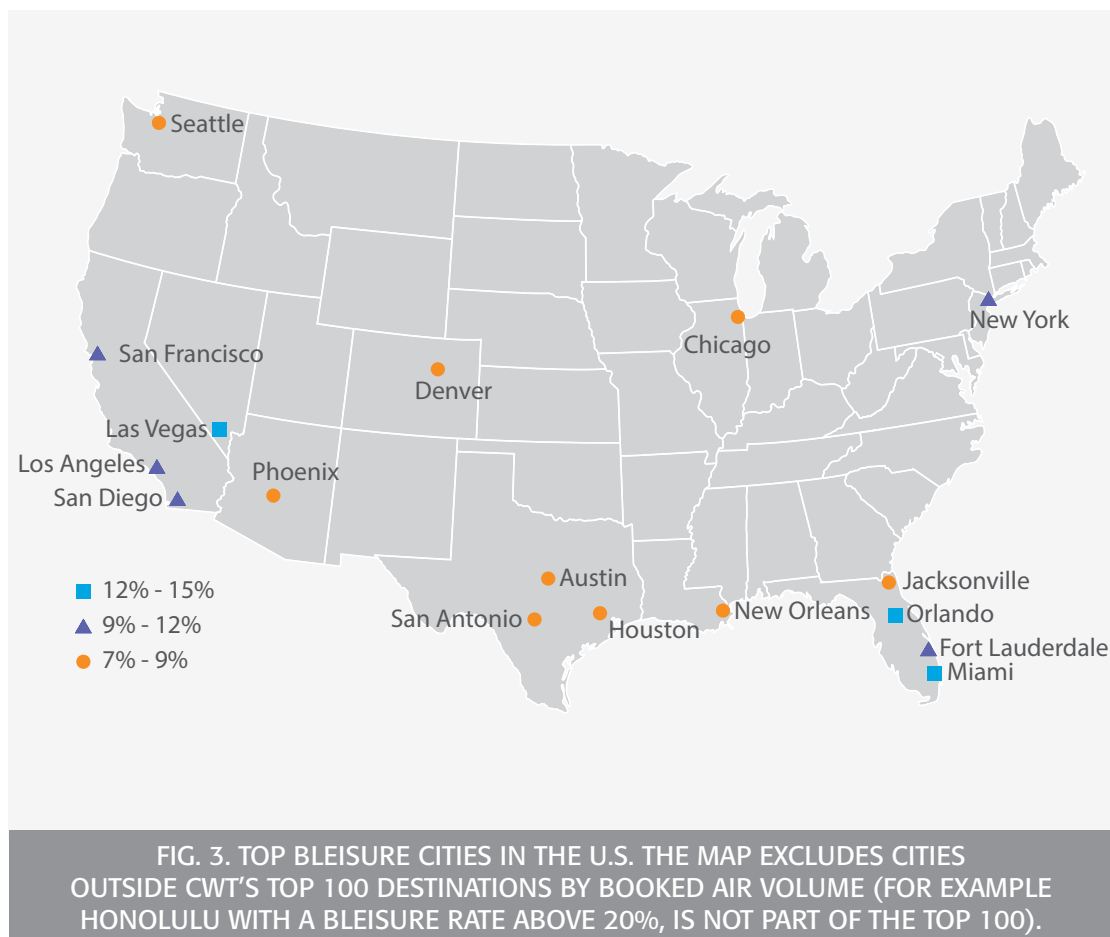 Seattle
New York
Chicago
San Francisco
Denver
Las Vegas
Los Angeles
Phoenix
San Diego
12% - 15%
9% - 12%
7% - 9%
Austin
San Antonio
Houston
New Orleans
Jacksonville
Orlando
Fort Lauderdale
Miami
FIG. 3. TOP BLEISURE CITIES IN THE U.S. THE MAP EXCLUDES CITIES
OUTSIDE CWT'S TOP 100 DESTINATIONS BY BOOKED AIR VOLUME (FOR EXAMPLE
HONOLULU WITH A BLEISURE RATE ABOVE 20%, IS NOT PART OF THE TOP 100).